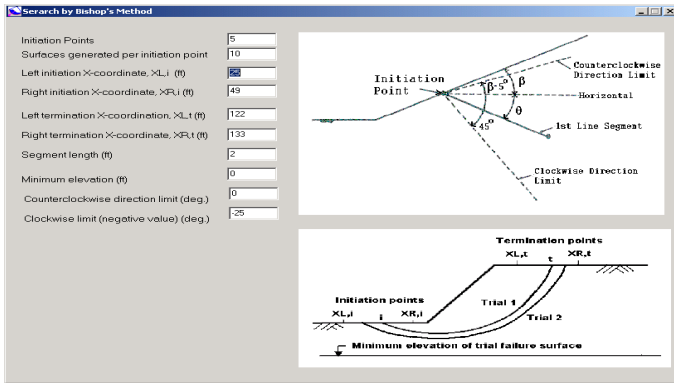 Serarch by Bishop's Method
Initiation Points 5
Surfaces generated per initiation point 10
Left initiation X-coordinate, XL,i (ft) 25
Right initiation X-coordinate, XR,i (ft) 49
Left termination X-coordination, XL,t (ft) 122
Right termination X-coordinate, XR,t (ft) 133
Segment length (ft) 2
Minimum elevation (ft) 0
Counterclockwise direction limit (deg.) 0
Clockwise limit (negative value) (deg.) -25
Initiation
Point
Counterclockwise
Direction Limit
β-5°
β
Horizontal
θ
45°
1st Line Segment
Clockwise Direction
Limit
Termination points
XL,t
t
XR,t
Initiation points
XL,i
i
XR,i
Trial 1
Trial 2
Minimum elevation of trial failure surface